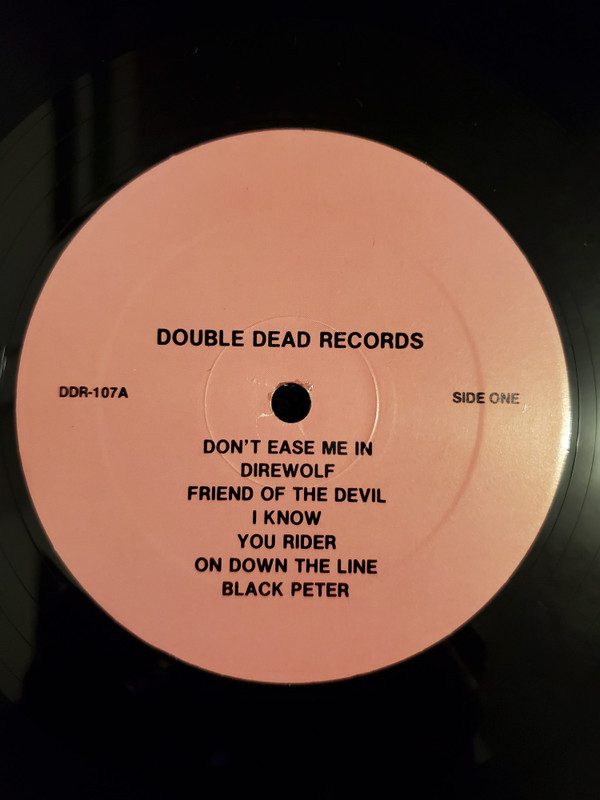 DOUBLE DEAD RECORDS
DDR-107A
SIDE ONE
DON'T EASE ME IN
DIREWOLF
FRIEND OF THE DEVIL
I KNOW
YOU RIDER
ON DOWN THE LINE
BLACK PETER